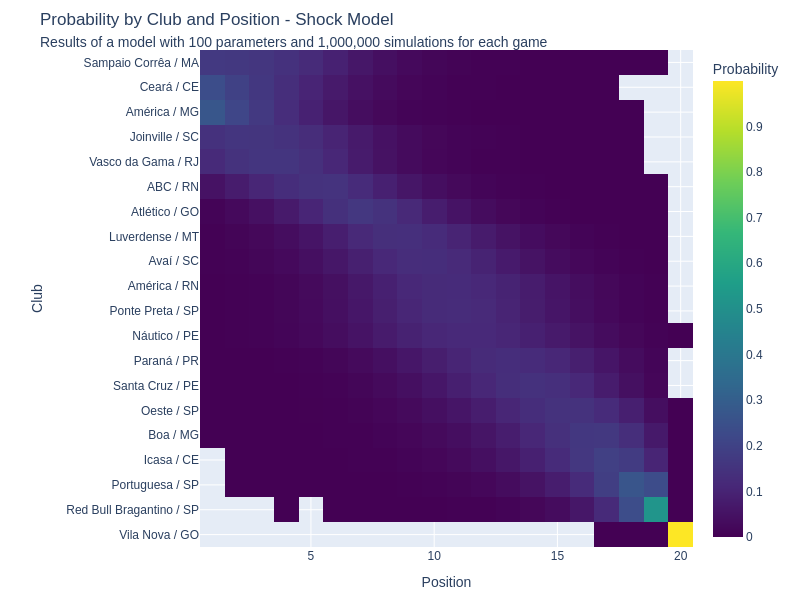 Probability by Club and Position - Shock Model
Results of a model with 100 parameters and 1,000,000 simulations for each game
Probability
Club
Sampaio Corrêa / MA
Ceará / CE
América / MG
Joinville / SC
Vasco da Gama / RJ
ABC / RN
Atlético / GO
Luverdense / MT
Avaí / SC
América / RN
Ponte Preta / SP
Náutico / PE
Paraná / PR
Santa Cruz / PE
Oeste / SP
Boa / MG
Icasa / CE
Portuguesa / SP
Red Bull Bragantino / SP
Vila Nova / GO
0.9
0.8
0.7
0.6
0.5
0.4
0.3
0.2
0.1
0
5 10 15 20
Position